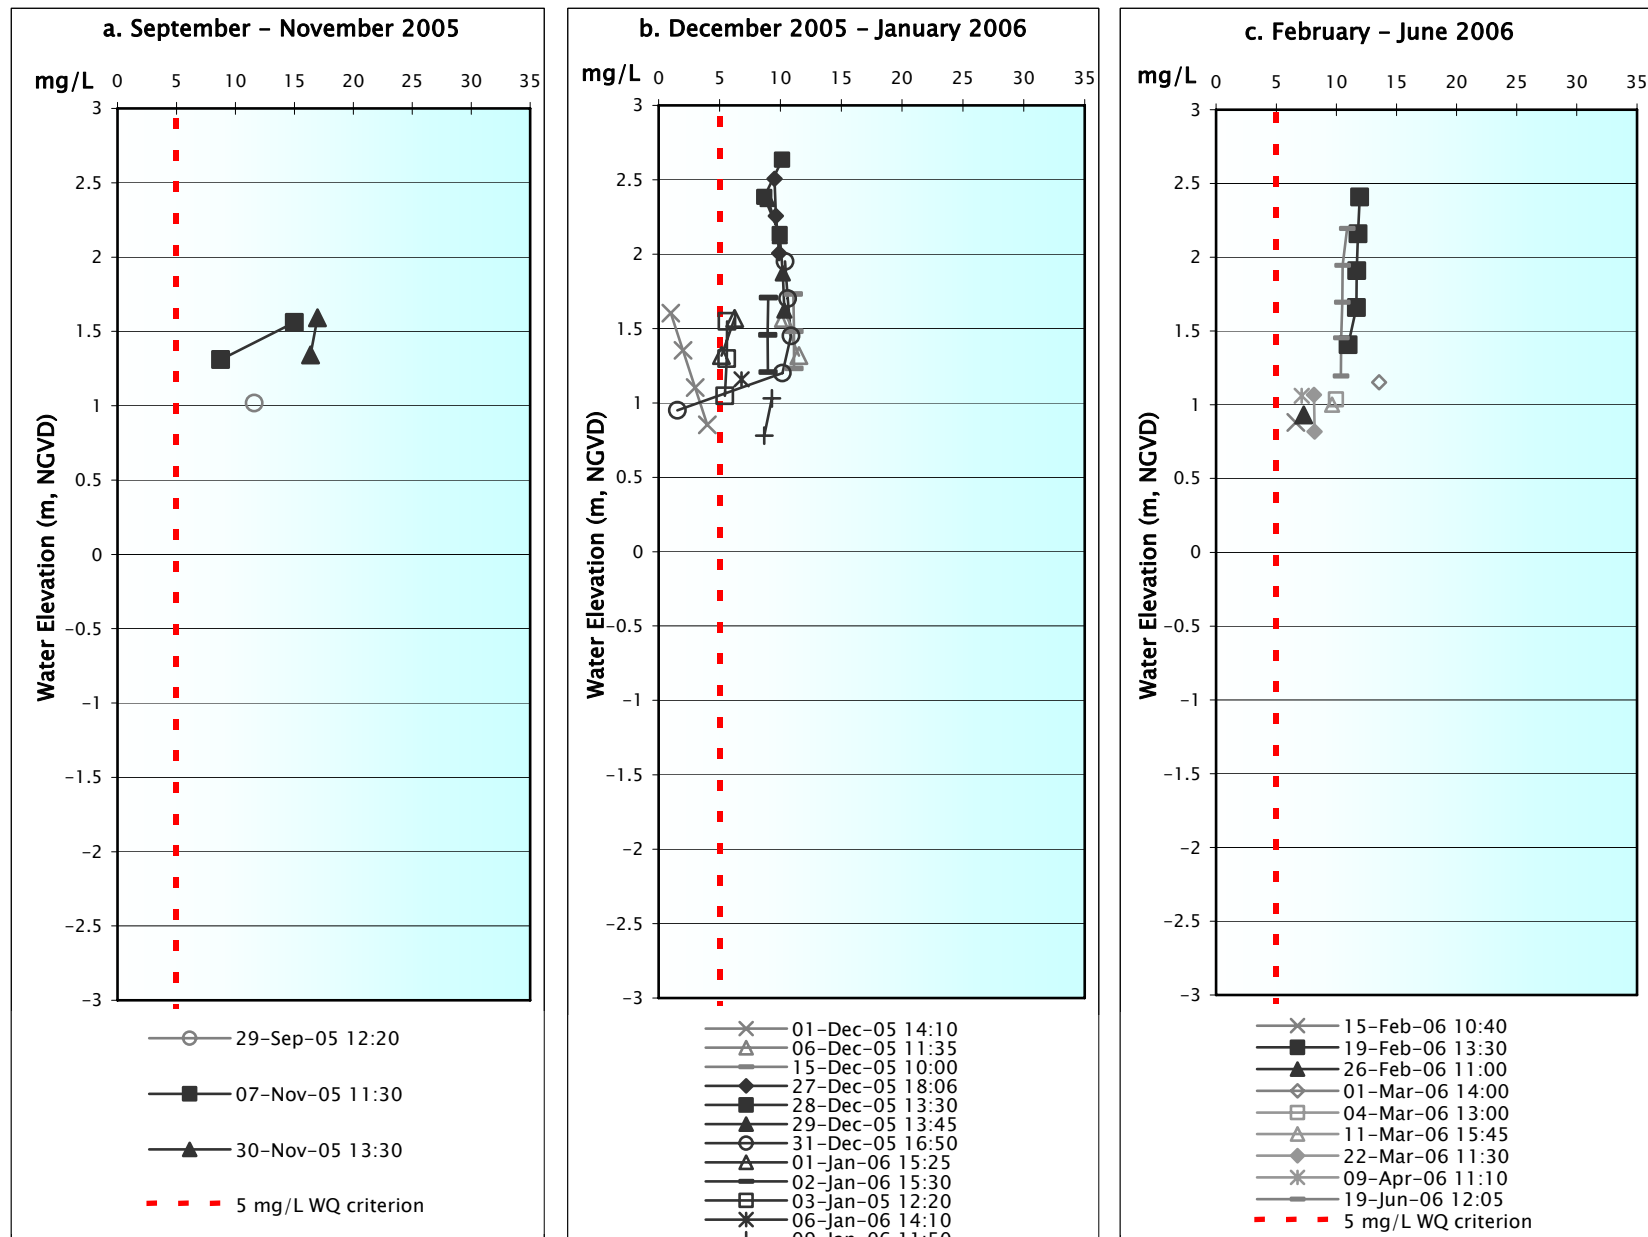 a. September – November 2005
mg/L 0 5 10 15 20 25 30 35
3
2.5
2
1.5
1
0.5
0
-0.5
-1
-1.5
-2
-2.5
-3
Water Elevation (m, NGVD)
29-Sep-05 12:20
07-Nov-05 11:30
30-Nov-05 13:30
5 mg/L WQ criterion
b. December 2005 – January 2006
mg/L 0 5 10 15 20 25 30 35
3
2.5
2
1.5
1
0.5
0
-0.5
-1
-1.5
-2
-2.5
-3
Water Elevation (m, NGVD)
01-Dec-05 14:10
06-Dec-05 11:35
15-Dec-05 10:00
27-Dec-05 18:06
28-Dec-05 13:30
29-Dec-05 13:45
31-Dec-05 16:50
01-Jan-06 15:25
02-Jan-06 15:30
03-Jan-05 12:20
06-Jan-06 14:10
c. February – June 2006
mg/L 0 5 10 15 20 25 30 35
3
2.5
2
1.5
1
0.5
0
-0.5
-1
-1.5
-2
-2.5
-3
Water Elevation (m, NGVD)
15-Feb-06 10:40
19-Feb-06 13:30
26-Feb-06 11:00
01-Mar-06 14:00
04-Mar-06 13:00
11-Mar-06 15:45
22-Mar-06 11:30
09-Apr-06 11:10
19-Jun-06 12:05
5 mg/L WQ criterion